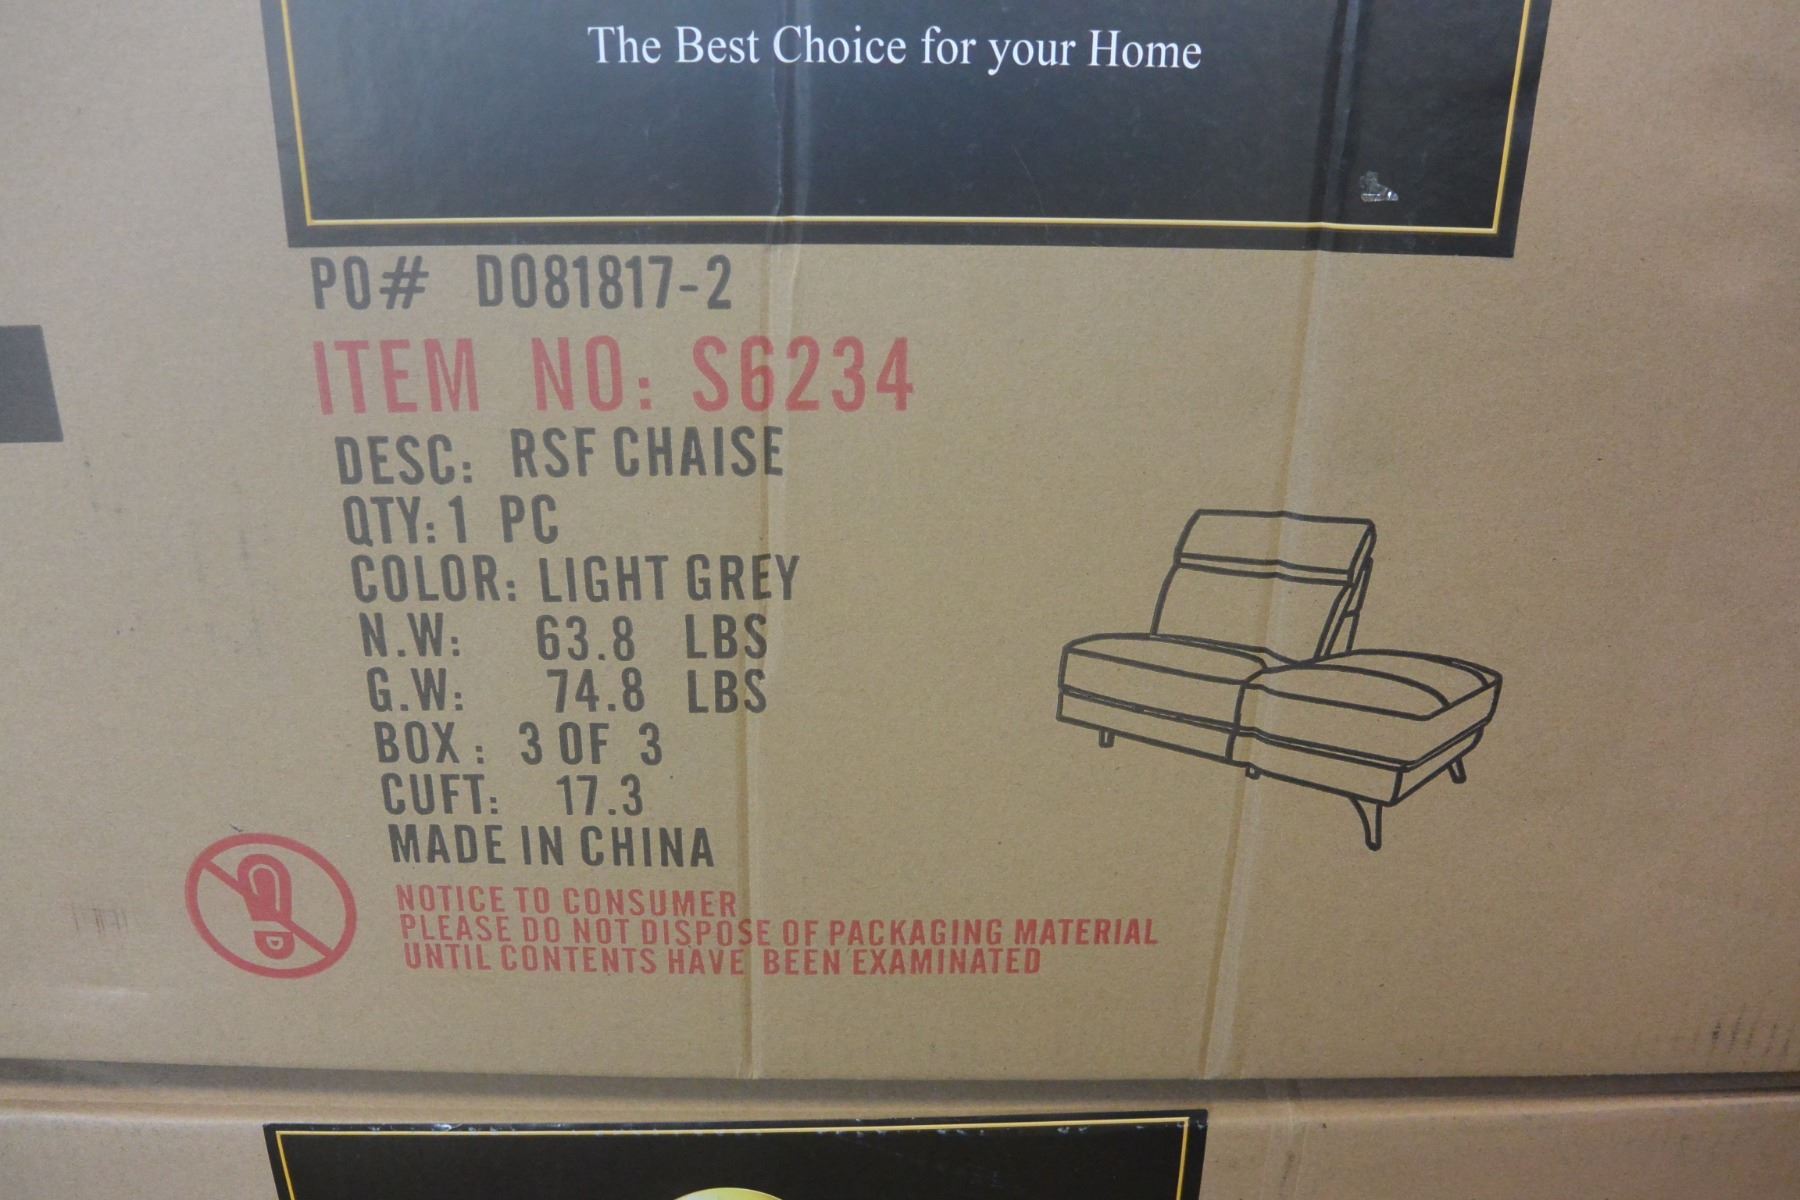 The Best Choice for your Home
PO# D081817-2
ITEM NO: S6234
DESC: RSF CHAISE
QTY: 1 PC
COLOR: LIGHT GREY
N.W: 63.8 LBS
G.W: 74.8 LBS
BOX: 3 OF 3
CUFT: 17.3
MADE IN CHINA
NOTICE TO CONSUMER
PLEASE DO NOT DISPOSE OF PACKAGING MATERIAL
UNTIL CONTENTS HAVE BEEN EXAMINATED